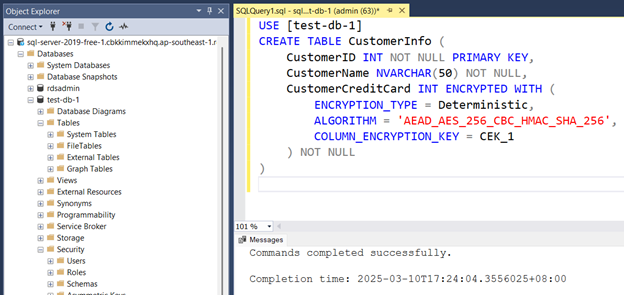 Object Explorer
Connect
sql-server-2019-free-1.cbkkimmekxhq.ap-southeast-1.r
Databases
System Databases
Database Snapshots
rdsadmin
test-db-1
Database Diagrams
Tables
System Tables
FileTables
External Tables
Graph Tables
Views
External Resources
Synonyms
Programmability
Service Broker
Storage
Security
Users
Roles
Schemas
Asymmetric Keys
SQLQuery1.sql - sql...t-db-1 (admin (63))*
USE [test-db-1]
CREATE TABLE CustomerInfo (
CustomerID INT NOT NULL PRIMARY KEY,
CustomerName NVARCHAR(50) NOT NULL,
CustomerCreditCard INT ENCRYPTED WITH (
ENCRYPTION_TYPE = Deterministic,
ALGORITHM = 'AEAD_AES_256_CBC_HMAC_SHA_256',
COLUMN_ENCRYPTION_KEY = CEK_1
) NOT NULL
)
101 %
Messages
Commands completed successfully.
Completion time: 2025-03-10T17:24:04.3556025+08:00